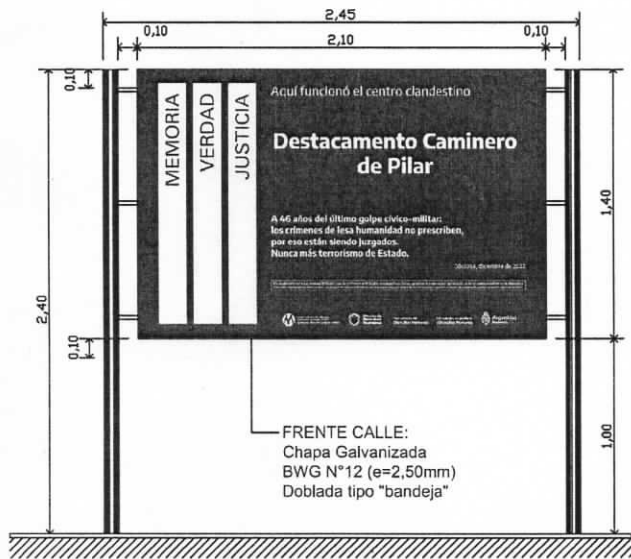 2,45
0,10
2,10
0,10
0,10
MEMORIA
VERDAD
JUSTICIA
Aquí funcionó el centro clandestino
Destacamento Caminero
de Pilar
A 46 años del último golpe cívico-militar:
los crímenes de lesa humanidad no prescriben,
por eso están siendo juzgados.
Nunca más terrorismo de Estado.
1,40
2,40
0,10
1,00
FRENTE CALLE:
Chapa Galvanizada
BWG N°12 (e=2,50mm)
Doblada tipo "bandeja"